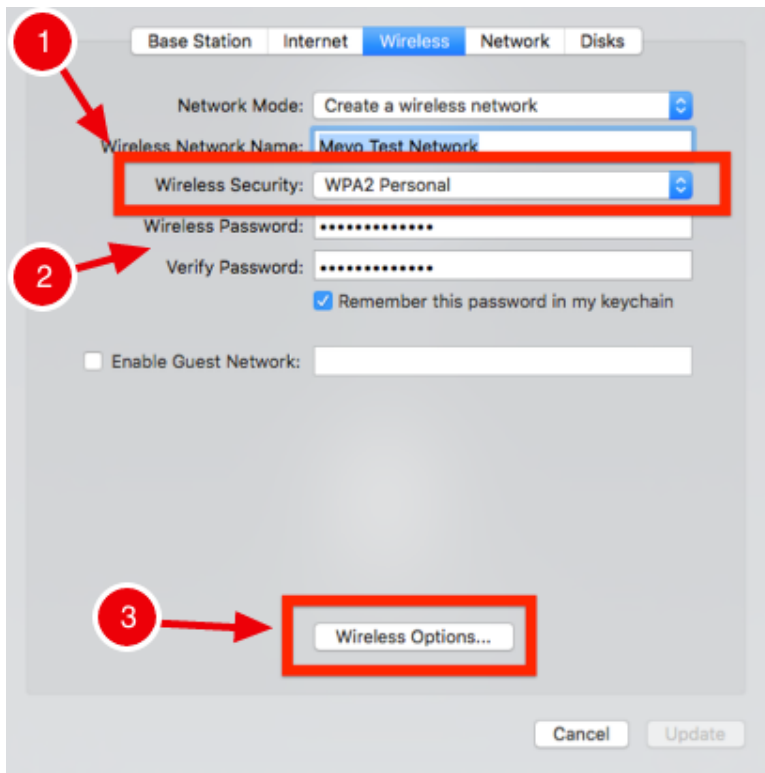 1
Base Station Internet Wireless Network Disks
Network Mode: Create a wireless network
Wireless Network Name: Mevo Test Network
Wireless Security: WPA2 Personal
Wireless Password: •••••••••••••
2
Verify Password: •••••••••••••
Remember this password in my keychain
Enable Guest Network:
3
Wireless Options...
Cancel Update